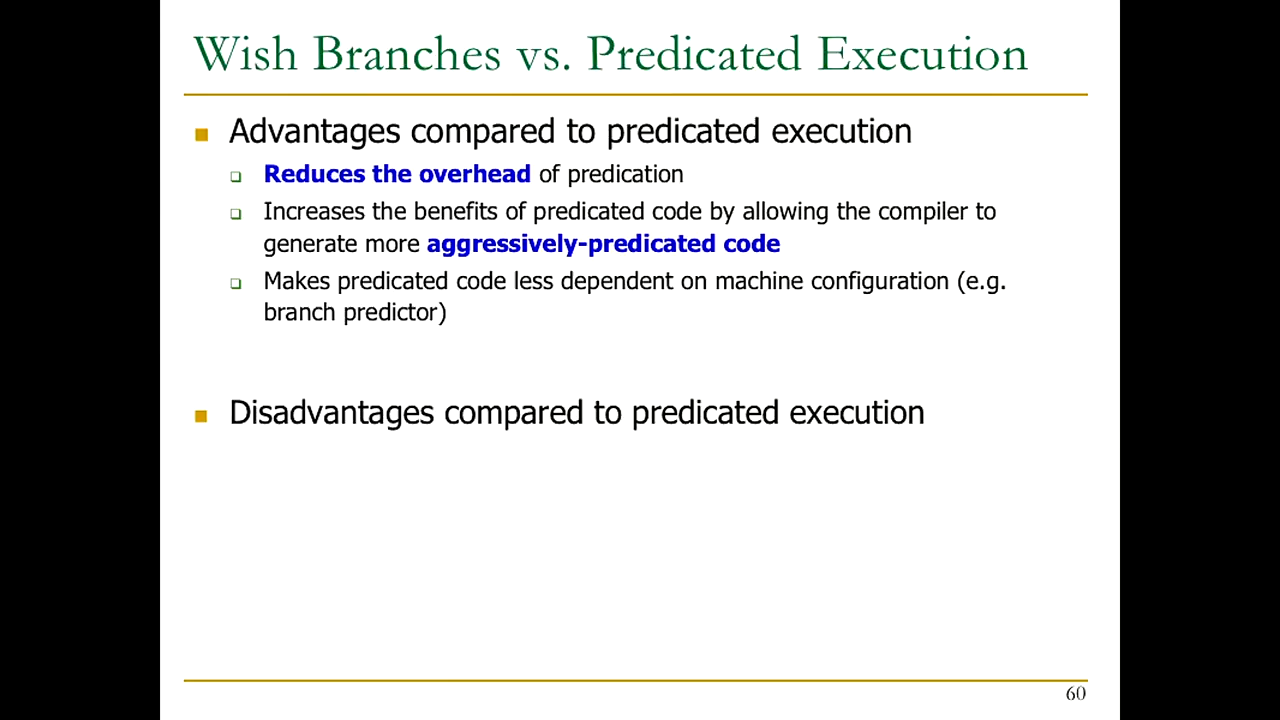 Wish Branches vs. Predicated Execution
Advantages compared to predicated execution
Reduces the overhead of predication
Increases the benefits of predicated code by allowing the compiler to
generate more aggressively-predicated code
Makes predicated code less dependent on machine configuration (e.g.
branch predictor)
Disadvantages compared to predicated execution
60